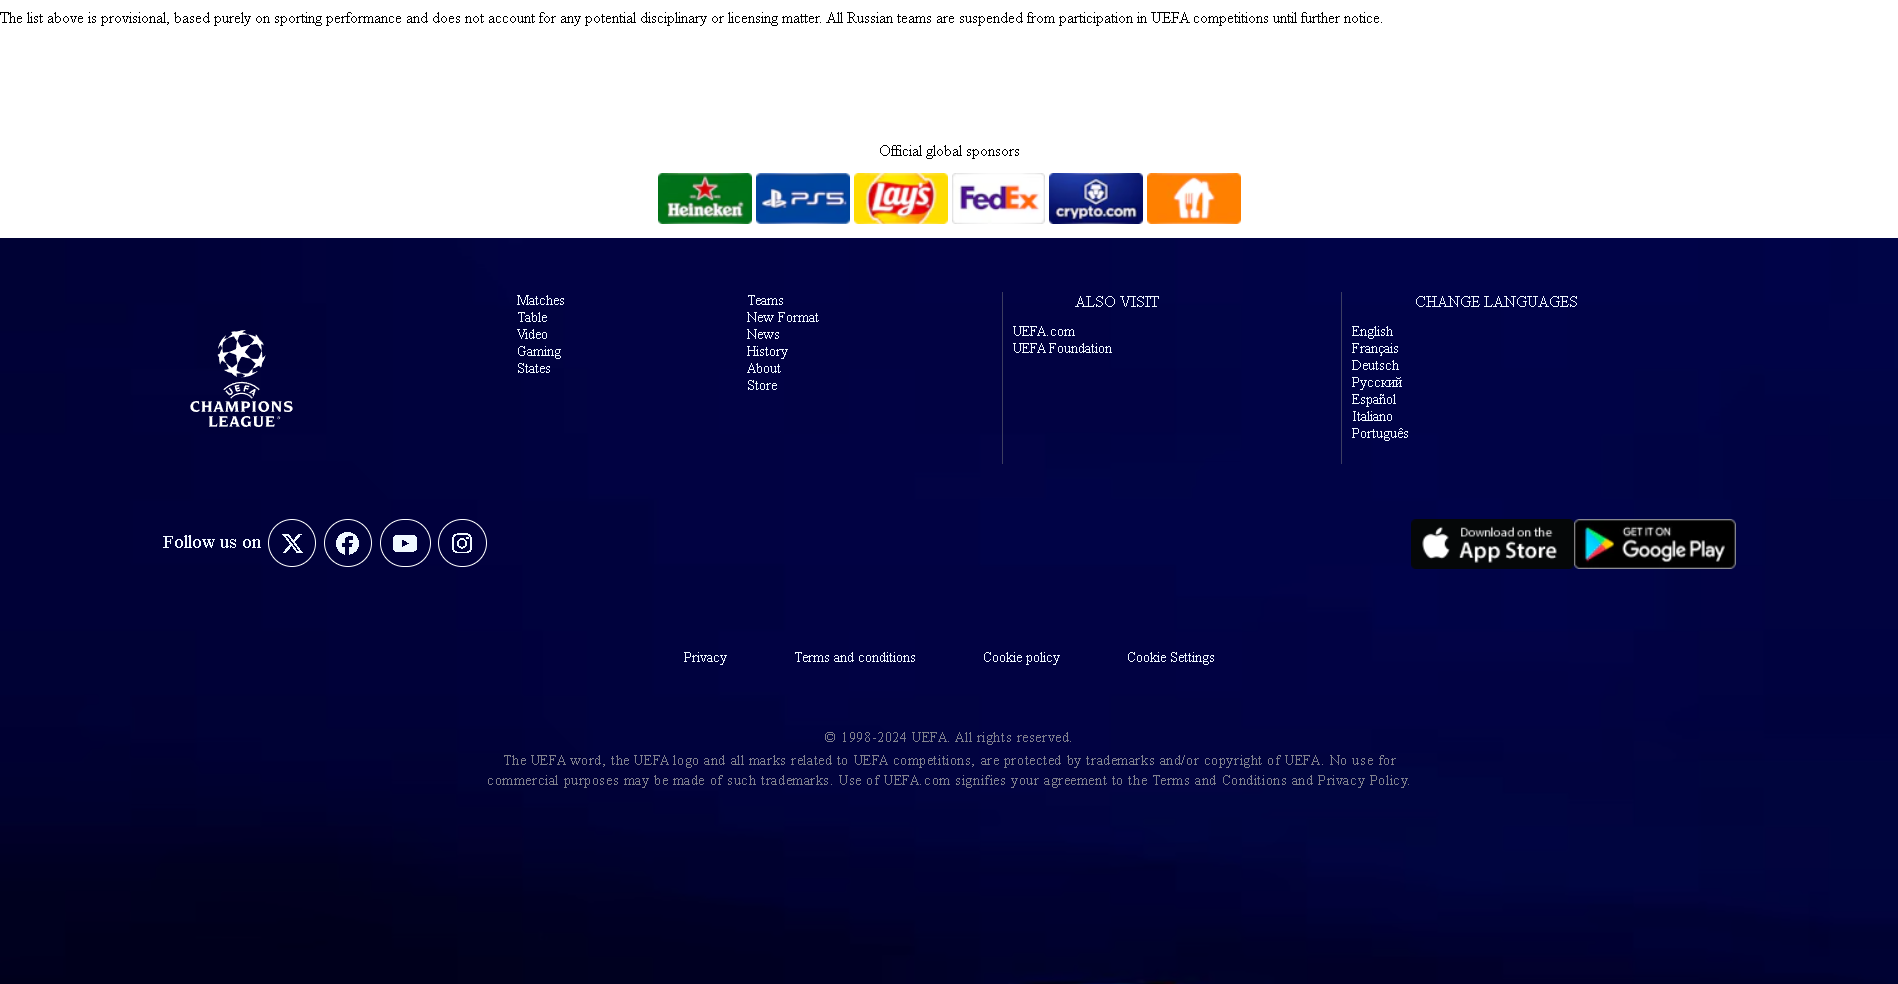 The list above is provisional, based purely on sporting performance and does not account for any potential disciplinary or licensing matter. All Russian teams are suspended from participation in UEFA competitions until further notice.
Official global sponsors
Heineken
PS5
Lay's
FedEx
crypto.com
UEFA
CHAMPIONS
LEAGUE
Matches
Table
Video
Gaming
States
Teams
New Format
News
History
About
Store
ALSO VISIT
UEFA.com
UEFA Foundation
CHANGE LANGUAGES
English
Français
Deutsch
Русский
Español
Italiano
Português
Follow us on
Download on the
App Store
GET IT ON
Google Play
Privacy
Terms and conditions
Cookie policy
Cookie Settings
© 1998-2024 UEFA. All rights reserved.
The UEFA word, the UEFA logo and all marks related to UEFA competitions, are protected by trademarks and/or copyright of UEFA. No use for
commercial purposes may be made of such trademarks. Use of UEFA.com signifies your agreement to the Terms and Conditions and Privacy Policy.